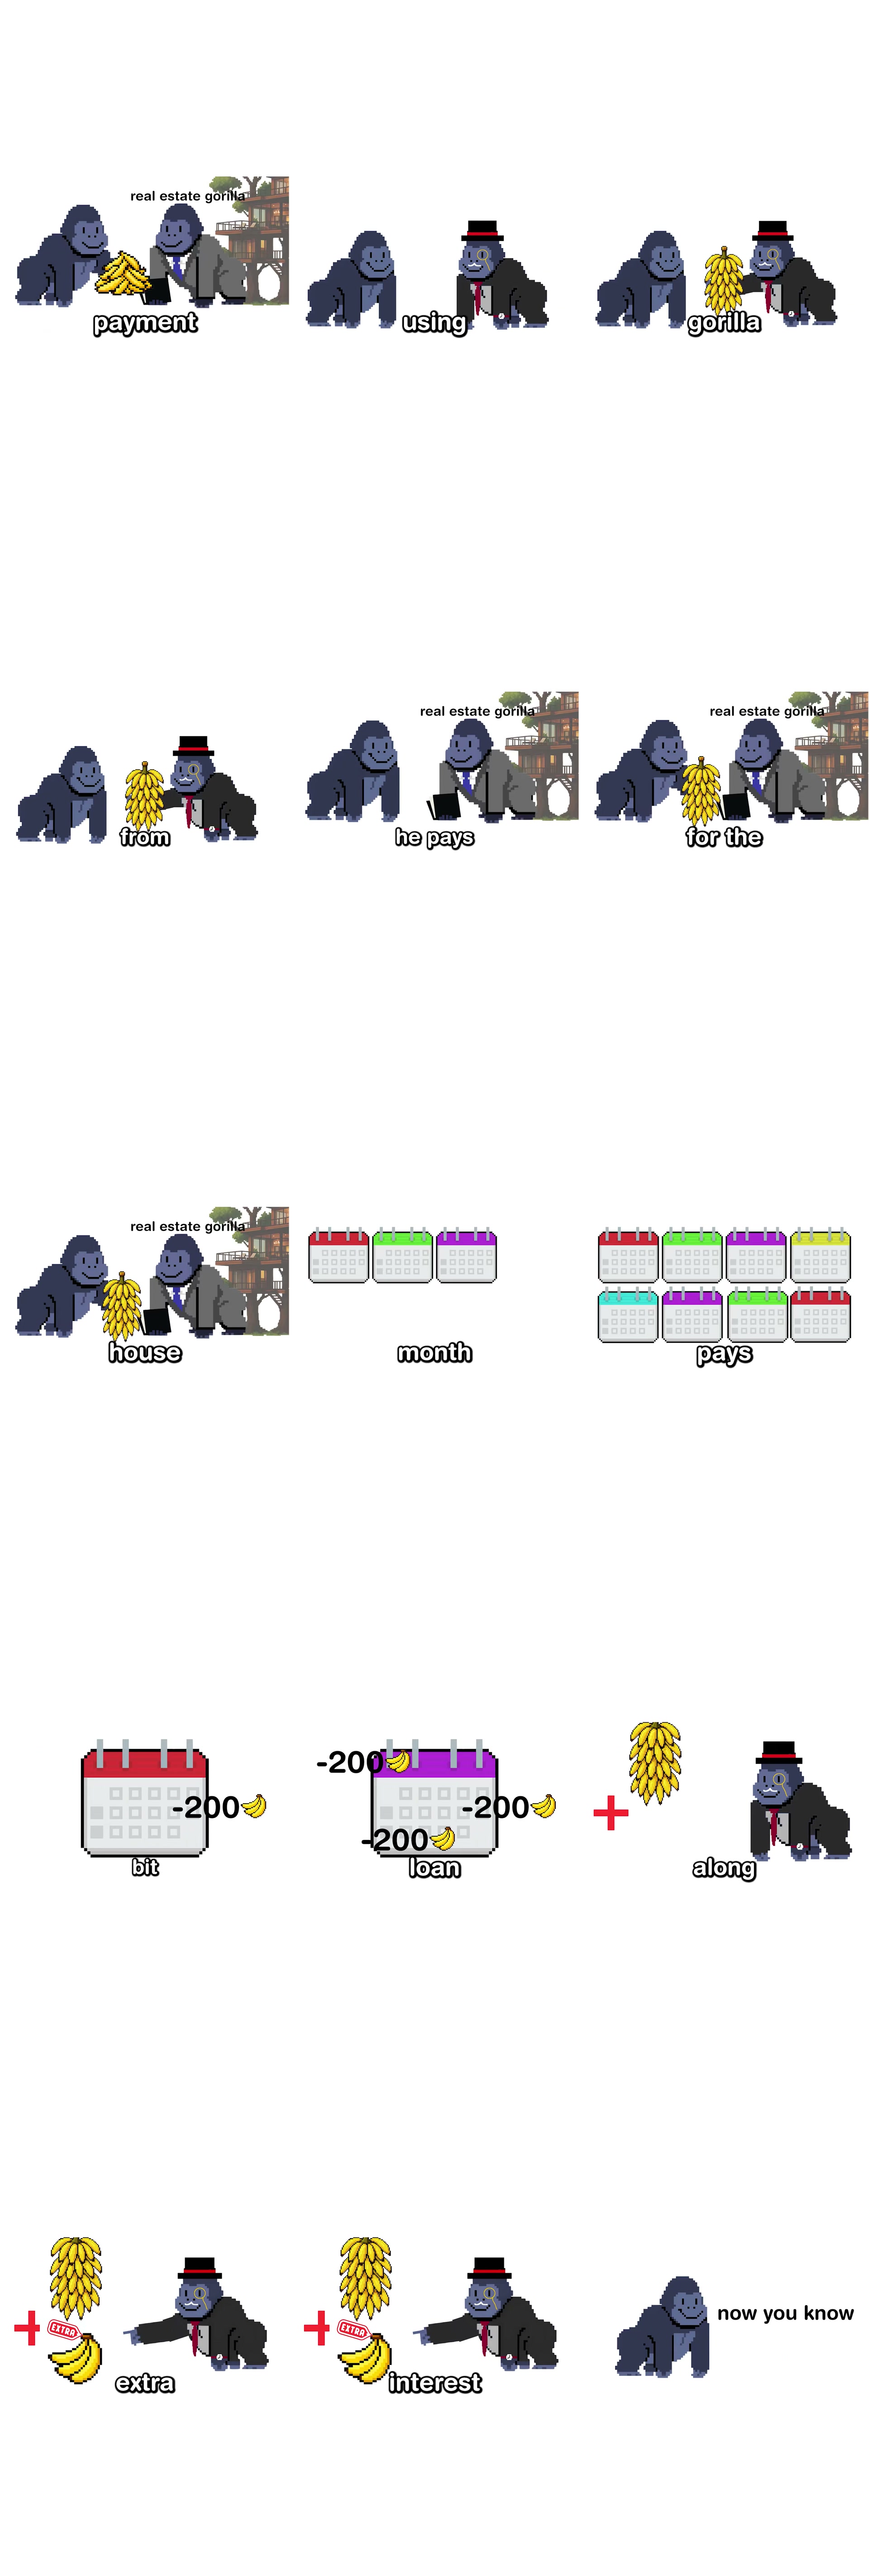 real estate gorilla
payment
using
gorilla
from
real estate gorilla
he pays
real estate gorilla
for the
real estate gorilla
house
month
pays
-200
bit
-200
-200
-200
loan
+
along
+
EXTRA
extra
+
EXTRA
interest
now you know